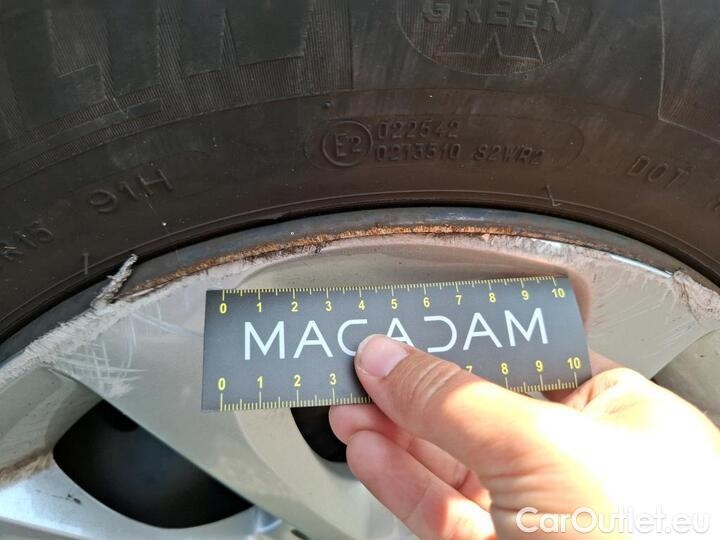 GREEN
E2
022542
0213510 S2WR2
DOT
R15 91H
0 1 2 3 4 5 6 7 8 9 10
MACADAM
0 1 2 3 7 8 9 10
CarOutlet.eu